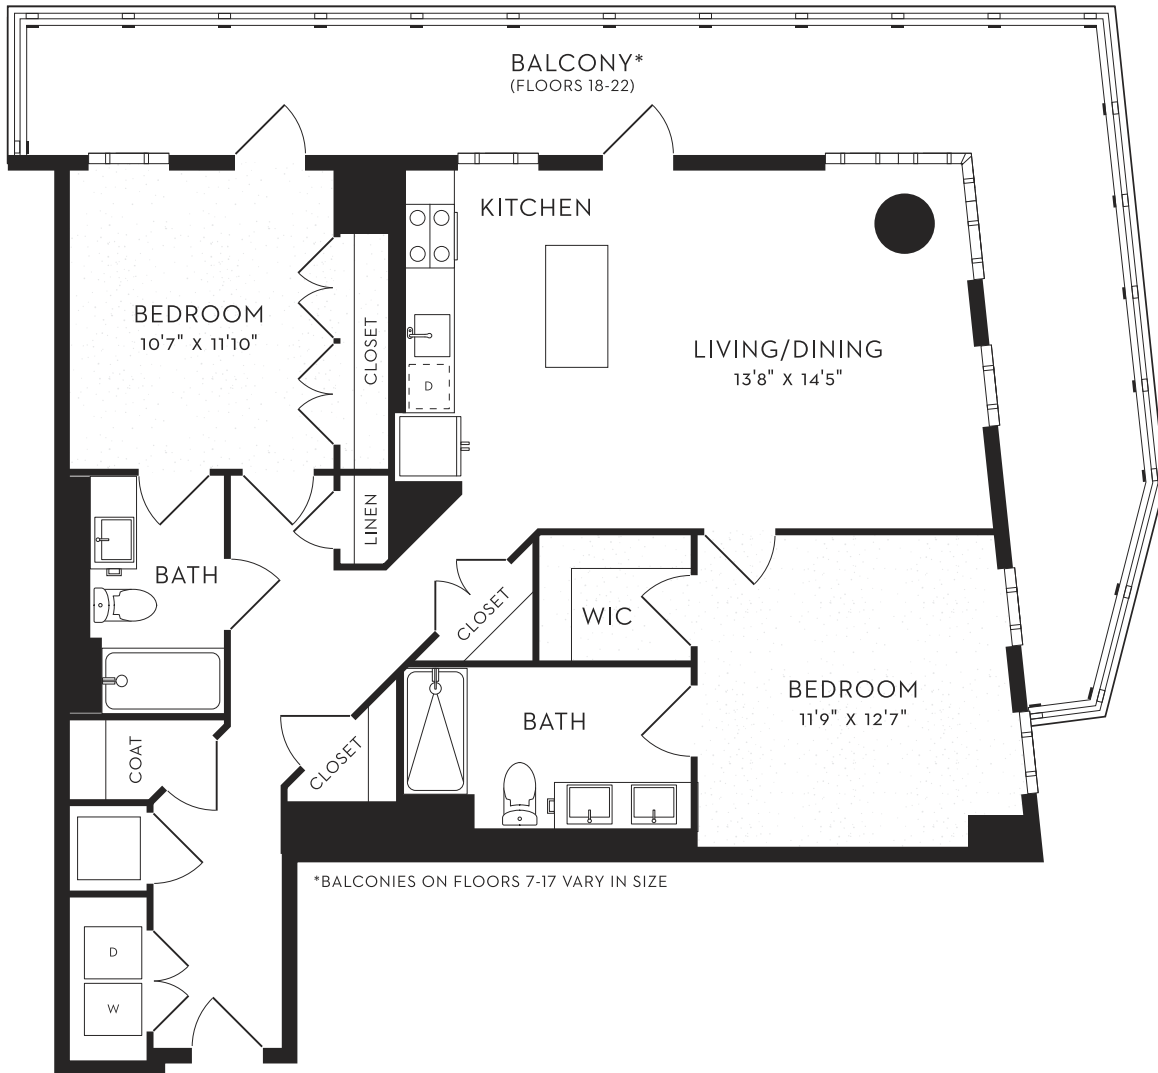 BALCONY*
(FLOORS 18-22)
KITCHEN
BEDROOM
10'7" X 11'10"
CLOSET
LIVING/DINING
13'8" X 14'5"
D
LINEN
BATH
CLOSET
WIC
BEDROOM
11'9" X 12'7"
BATH
COAT
CLOSET
*BALCONIES ON FLOORS 7-17 VARY IN SIZE
D
W